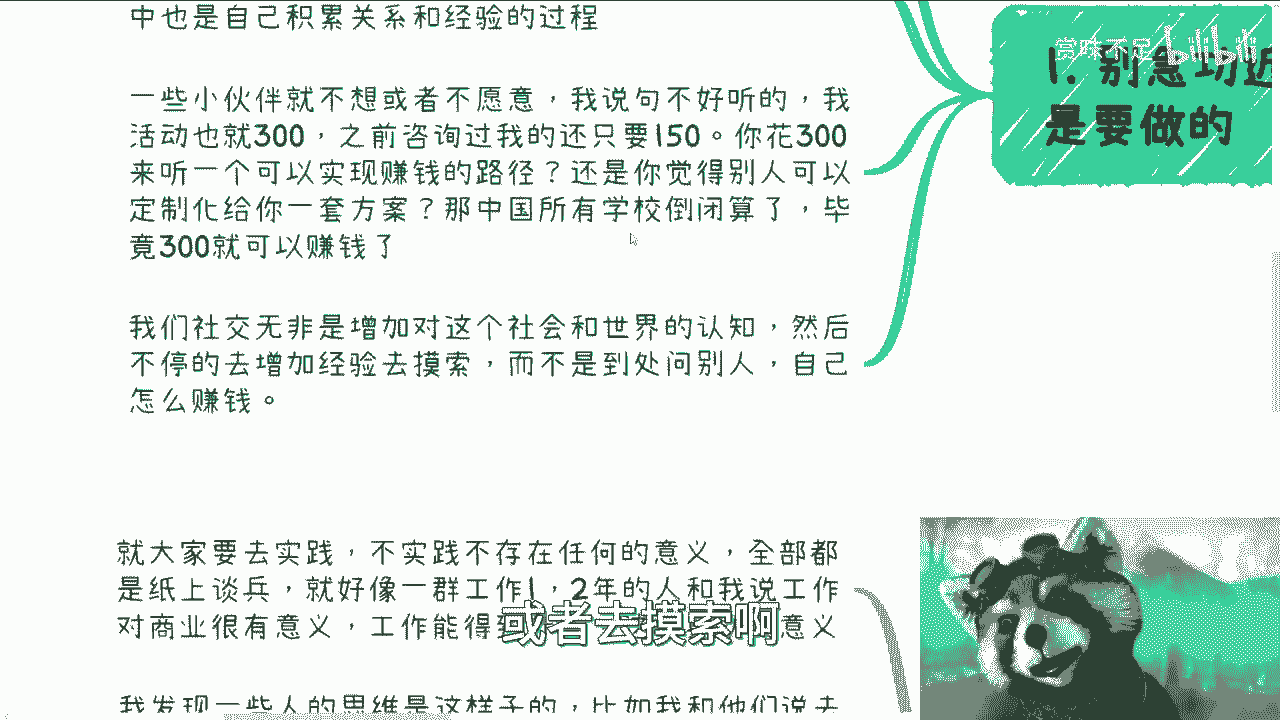 中也是自己积累关系和经验的过程
一些小伙伴就不想或者不愿意，我说句不好听的，我
活动也就300，之前咨询过我的还只要150。你花300
来听一个可以实现赚钱的路径？还是你觉得别人可以
定制化给你一套方案？那中国所有学校倒闭算了，毕
竟300就可以赚钱了
我们社交无非是增加对这个社会和世界的认知，然后
不停的去增加经验去摸索，而不是到处问别人，自己
怎么赚钱。
就大家要去实践，不实践不存在任何的意义，全部都
是纸上谈兵，就好像一群工作1，2年的人和我说工作
对商业很有意义，工作能得到 意义
我发现一些人的思维是这样子的，比如我和他们说去
1. 别急功近
是要做的
bilibili
或者去摸索啊